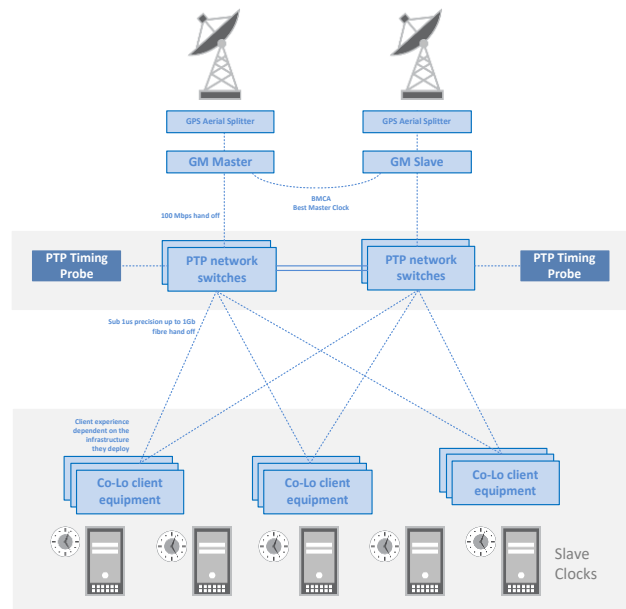 GPS Aerial Splitter
GPS Aerial Splitter
GM Master
GM Slave
BMCA
Best Master Clock
100 Mbps hand off
PTP Timing
Probe
PTP network
switches
PTP network
switches
PTP Timing
Probe
Sub 1us precision up to 1Gb
fibre hand off
Client experience
dependent on the
infrastructure
they deploy
Co-Lo client
equipment
Co-Lo client
equipment
Co-Lo client
equipment
Slave
Clocks